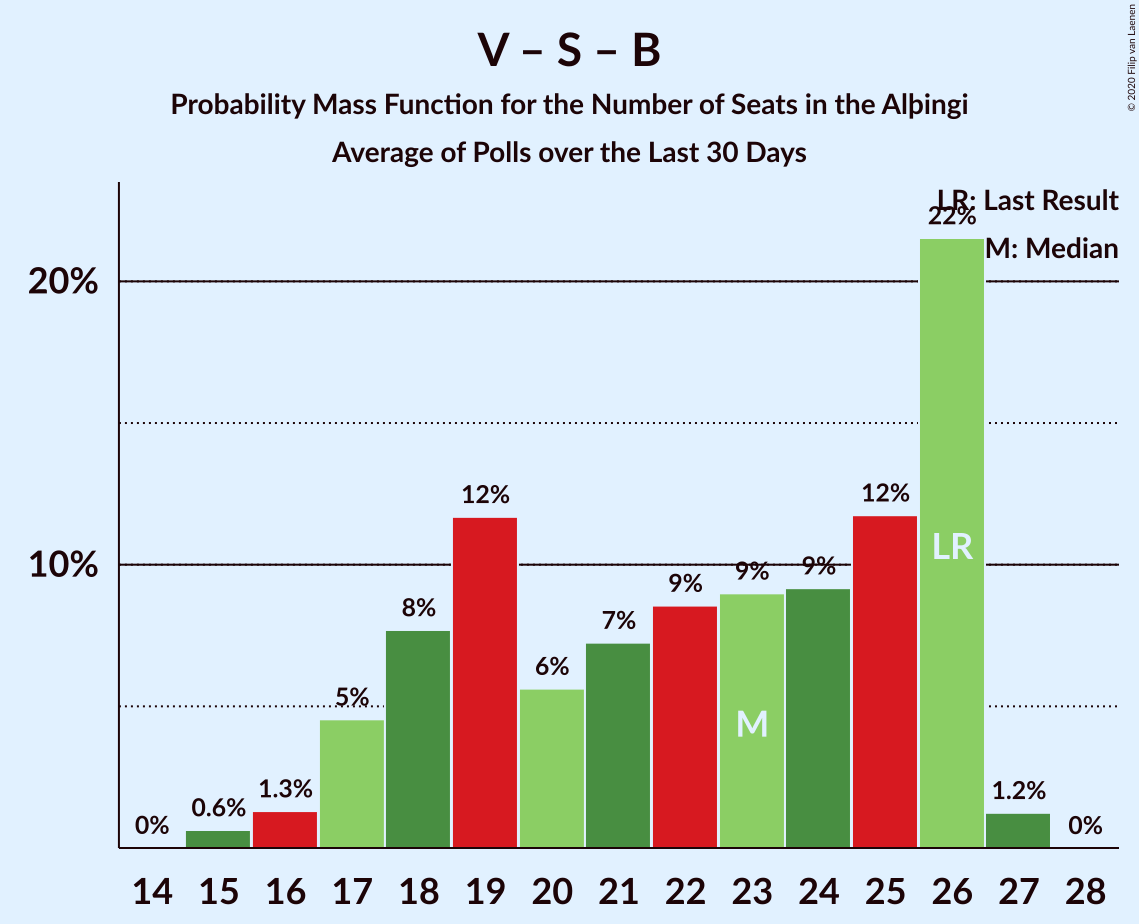 V – S – B
Probability Mass Function for the Number of Seats in the Alþingi
Average of Polls over the Last 30 Days
© 2020 Filip van Laenen
LR: Last Result
M: Median
20%
10%
0%
0.6%
1.3%
5%
8%
12%
6%
7%
9%
9%
9%
12%
22%
1.2%
0%
M
LR
14 15 16 17 18 19 20 21 22 23 24 25 26 27 28